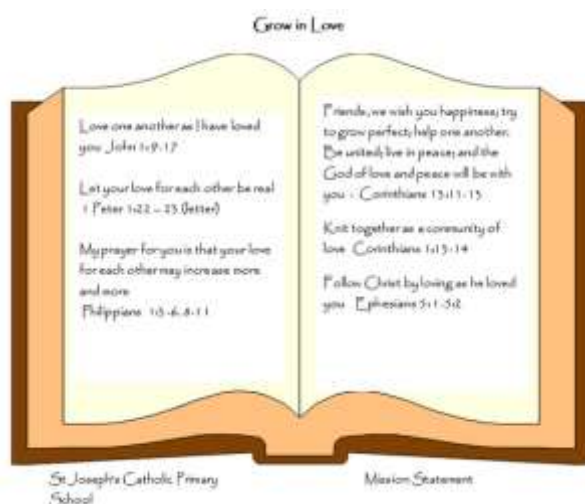 Grow in Love
Love one another as I have loved
you John 1:9-17
Let your love for each other be real
1 Peter 1:22 – 23 (letter)
My prayer for you is that your love
for each other may increase more
and more
Philippians 1:3-6, 8-11
Friends, we wish you happiness; try
to grow perfect; help one another.
Be united; live in peace; and the
God of love and peace will be with
you - Corinthians 13:11-13
Knit together as a community of
love Corinthians 1:13-14
Follow Christ by loving as he loved
you Ephesians 5:1-5:2
St Joseph's Catholic Primary
School
Mission Statement